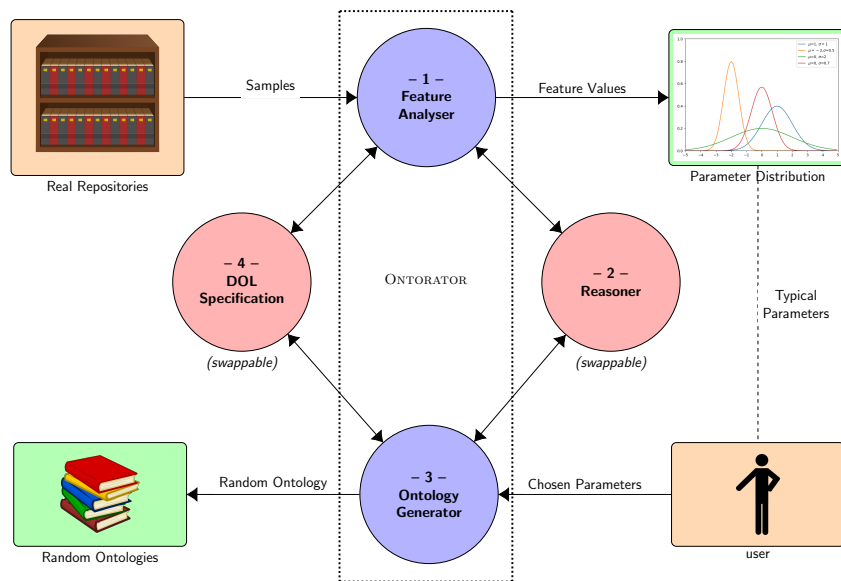 – 1 –
Feature
Analyser
Samples
Feature Values
Real Repositories
Parameter Distribution
– 4 –
DOL
Specification
(swappable)
ONTORATOR
– 2 –
Reasoner
(swappable)
Typical
Parameters
– 3 –
Ontology
Generator
Random Ontology
Chosen Parameters
Random Ontologies
user